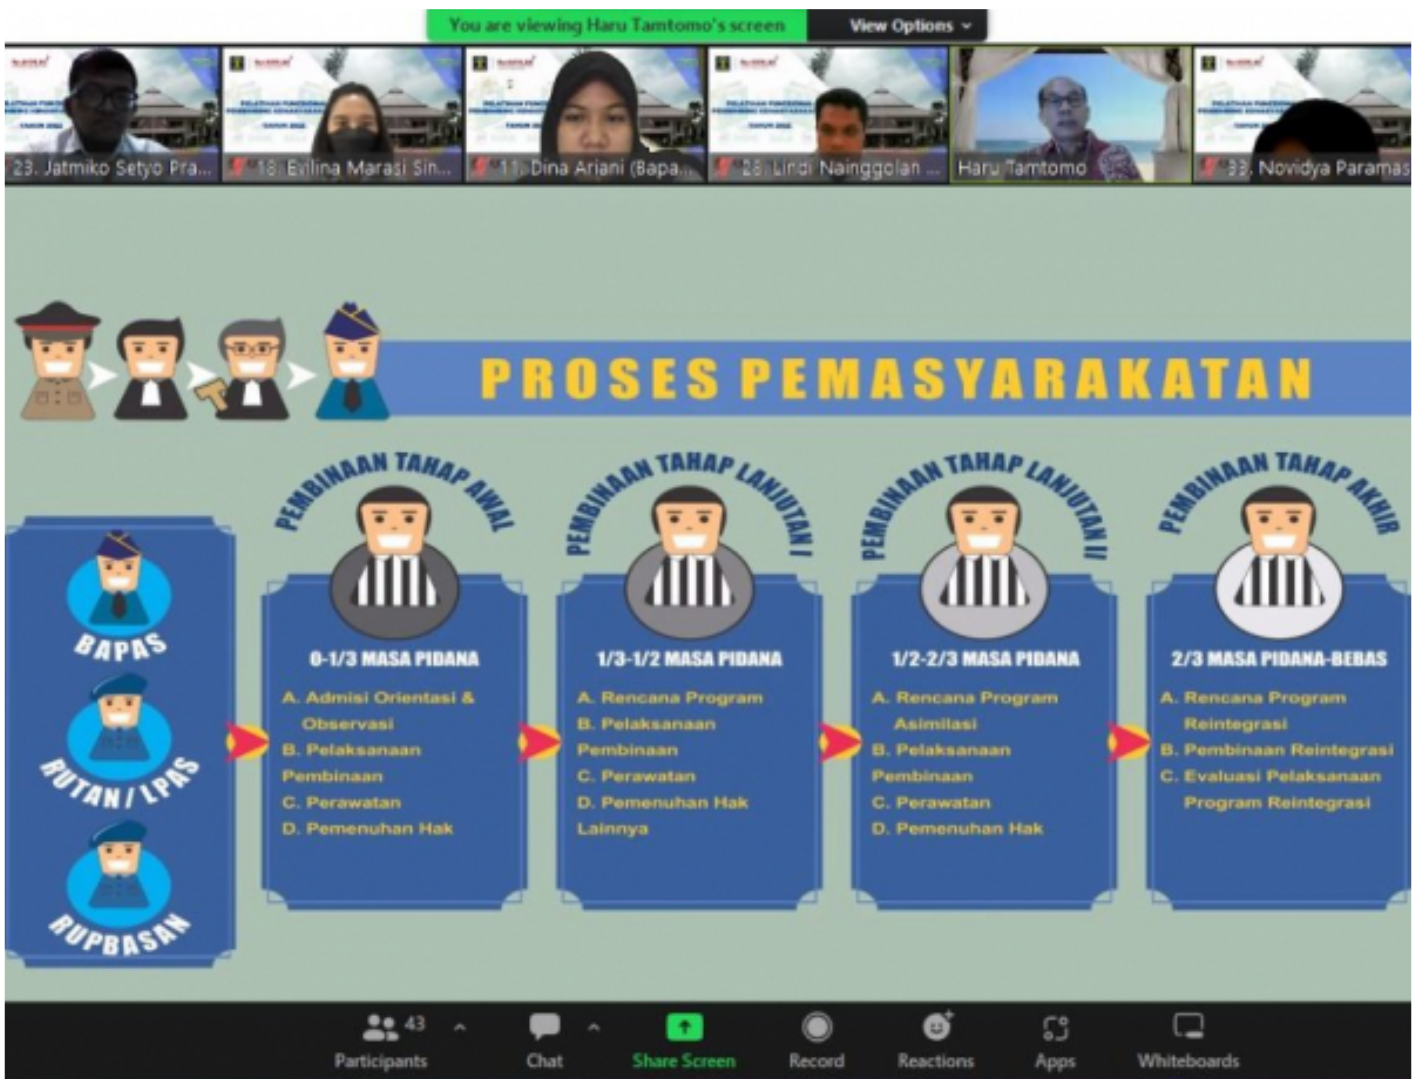 You are viewing Haru Tamtomo's screen
View Options
23. Jatmiko Setyo Pra...
18. Evilina Marasi Sin...
11. Dina Ariani (Bapa...
28. Lindi Nainggolan ...
Haru Tamtomo
39. Novidya Paramas
PROSES PEMASYARAKATAN
BAPAS
RUTAN / LPAS
RUPBASAN
PEMBINAAN TAHAP AWAL
0-1/3 MASA PIDANA
A. Admisi Orientasi &
Observasi
B. Pelaksanaan
Pembinaan
C. Perawatan
D. Pemenuhan Hak
PEMBINAAN TAHAP LANJUTAN I
1/3-1/2 MASA PIDANA
A. Rencana Program
B. Pelaksanaan
Pembinaan
C. Perawatan
D. Pemenuhan Hak
Lainnya
PEMBINAAN TAHAP LANJUTAN II
1/2-2/3 MASA PIDANA
A. Rencana Program
Asimilasi
B. Pelaksanaan
Pembinaan
C. Perawatan
D. Pemenuhan Hak
PEMBINAAN TAHAP AKHIR
2/3 MASA PIDANA-BEBAS
A. Rencana Program
Reintegrasi
B. Pembinaan Reintegrasi
C. Evaluasi Pelaksanaan
Program Reintegrasi
43
Participants
Chat
Share Screen
Record
Reactions
Apps
Whiteboards